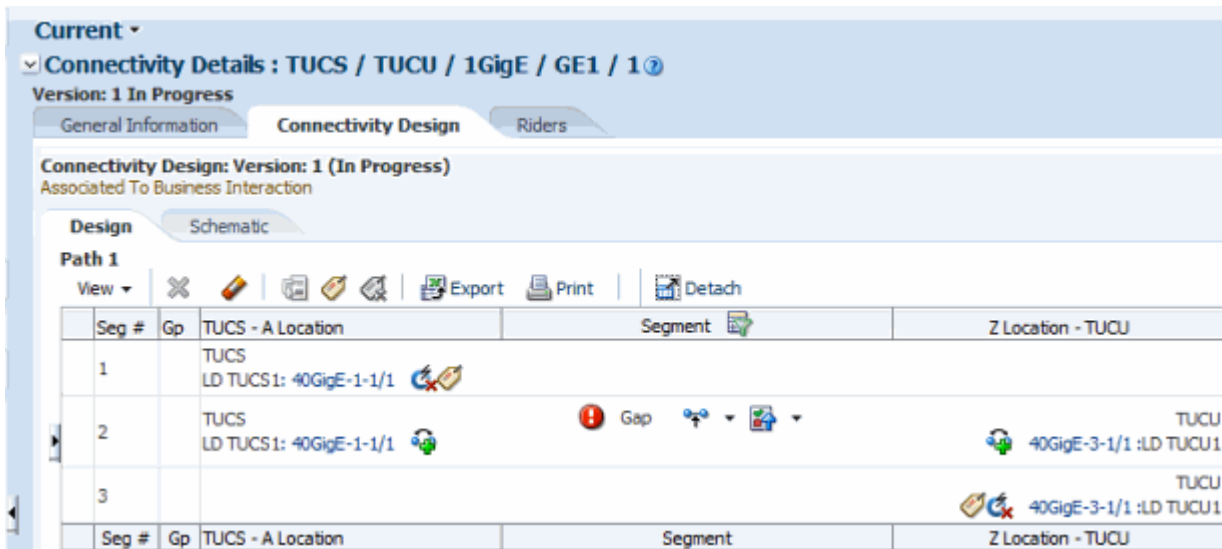 Current
Connectivity Details : TUCS / TUCU / 1GigE / GE1 / 1
Version: 1 In Progress
General Information Connectivity Design Riders
Connectivity Design: Version: 1 (In Progress)
Associated To Business Interaction
Design Schematic
Path 1
View Export Print Detach
Seg # Gp TUCS - A Location Segment Z Location - TUCU
TUCS
1 LD TUCS1: 40GigE-1-1/1
TUCS Gap TUCU
2 LD TUCS1: 40GigE-1-1/1 40GigE-3-1/1 :LD TUCU1
TUCU
3 40GigE-3-1/1 :LD TUCU1
Seg # Gp TUCS - A Location Segment Z Location - TUCU